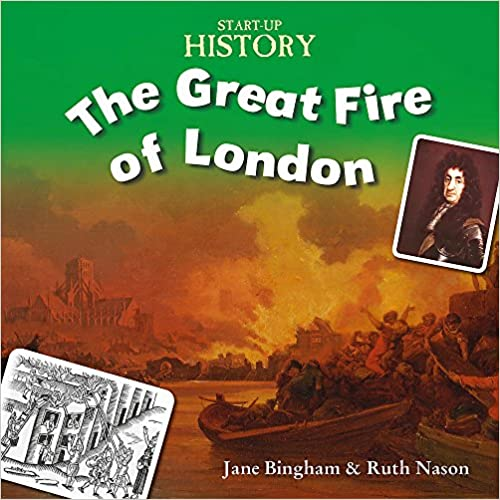 START-UP
HISTORY
The Great Fire
of London
Jane Bingham & Ruth Nason